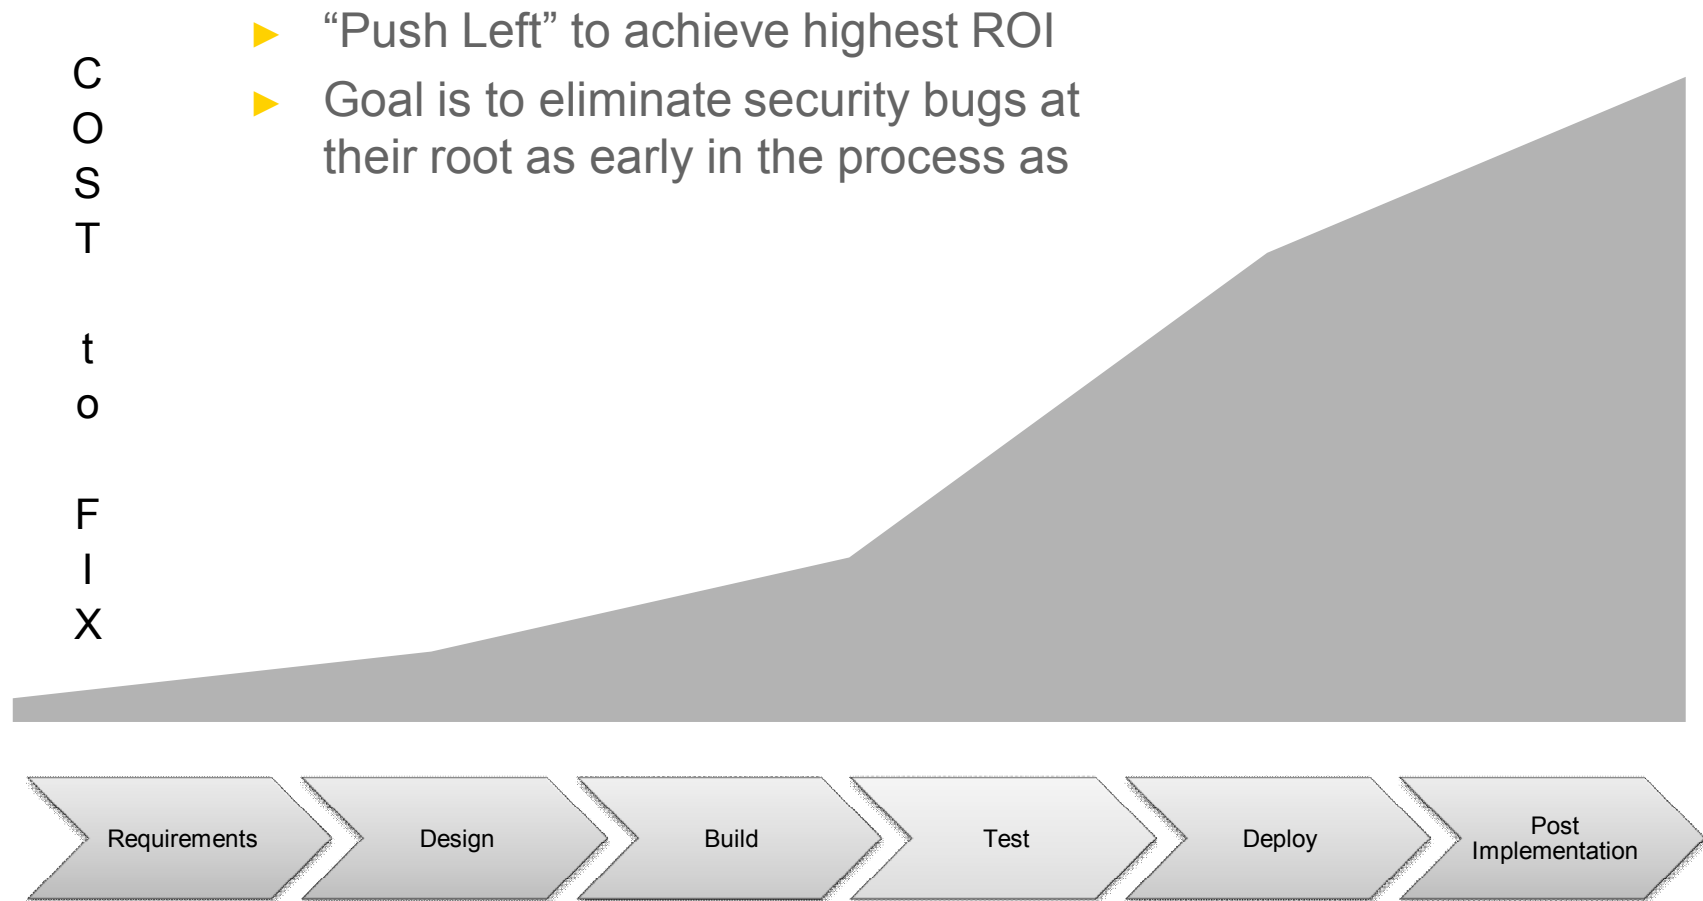 ► “Push Left” to achieve highest ROI
► Goal is to eliminate security bugs at
their root as early in the process as
C
O
S
T
t
o
F
I
X
Requirements
Design
Build
Test
Deploy
Post
Implementation